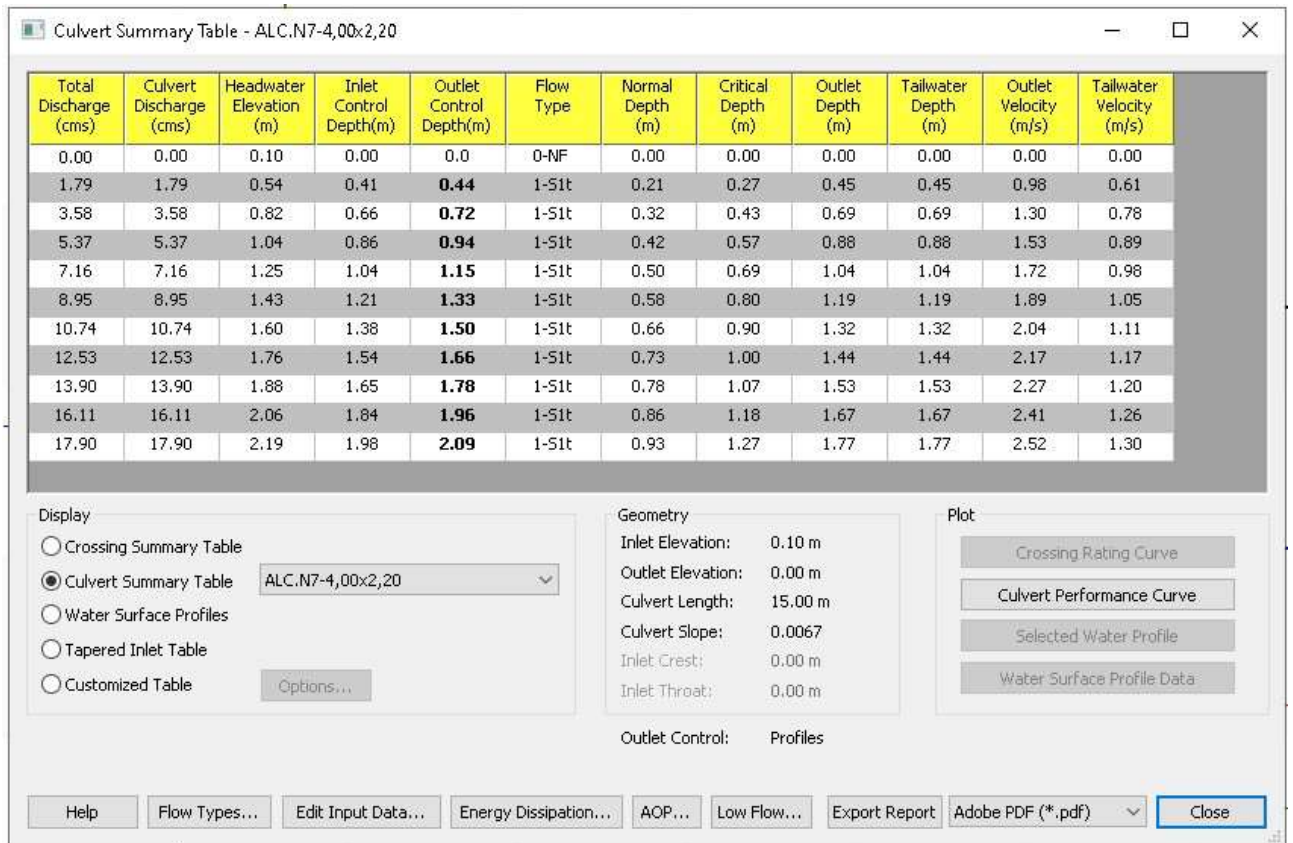 Culvert Summary Table - ALC.N7-4,00x2,20
Total Discharge (cms) Culvert Discharge (cms) Headwater Elevation (m) Inlet Control Depth(m) Outlet Control Depth(m) Flow Type Normal Depth (m) Critical Depth (m) Outlet Depth (m) Tailwater Depth (m) Outlet Velocity (m/s) Tailwater Velocity (m/s)
0.00 0.00 0.10 0.00 0.0 0-NF 0.00 0.00 0.00 0.00 0.00 0.00
1.79 1.79 0.54 0.41 0.44 1-S1t 0.21 0.27 0.45 0.45 0.98 0.61
3.58 3.58 0.82 0.66 0.72 1-S1t 0.32 0.43 0.69 0.69 1.30 0.78
5.37 5.37 1.04 0.86 0.94 1-S1t 0.42 0.57 0.88 0.88 1.53 0.89
7.16 7.16 1.25 1.04 1.15 1-S1t 0.50 0.69 1.04 1.04 1.72 0.98
8.95 8.95 1.43 1.21 1.33 1-S1t 0.58 0.80 1.19 1.19 1.89 1.05
10.74 10.74 1.60 1.38 1.50 1-S1t 0.66 0.90 1.32 1.32 2.04 1.11
12.53 12.53 1.76 1.54 1.66 1-S1t 0.73 1.00 1.44 1.44 2.17 1.17
13.90 13.90 1.88 1.65 1.78 1-S1t 0.78 1.07 1.53 1.53 2.27 1.20
16.11 16.11 2.06 1.84 1.96 1-S1t 0.86 1.18 1.67 1.67 2.41 1.26
17.90 17.90 2.19 1.98 2.09 1-S1t 0.93 1.27 1.77 1.77 2.52 1.30
Display
Crossing Summary Table
Culvert Summary Table ALC.N7-4,00x2,20
Water Surface Profiles
Tapered Inlet Table
Customized Table Options...
Geometry
Inlet Elevation: 0.10 m
Outlet Elevation: 0.00 m
Culvert Length: 15.00 m
Culvert Slope: 0.0067
Inlet Crest: 0.00 m
Inlet Throat: 0.00 m
Outlet Control: Profiles
Plot
Crossing Rating Curve
Culvert Performance Curve
Selected Water Profile
Water Surface Profile Data
Help Flow Types... Edit Input Data... Energy Dissipation... AOP... Low Flow... Export Report Adobe PDF (*.pdf) Close